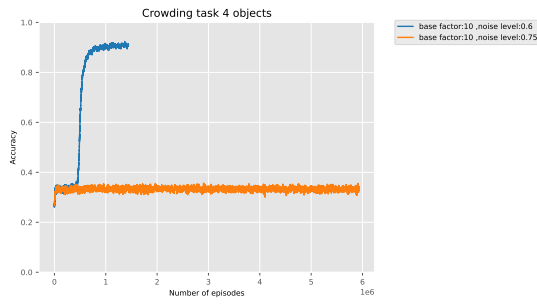 Crowding task 4 objects
base factor:10 ,noise level:0.6
base factor:10 ,noise level:0.75
Accuracy
1.0
0.8
0.6
0.4
0.2
0.0
0 1 2 3 4 5 6
1e6
Number of episodes